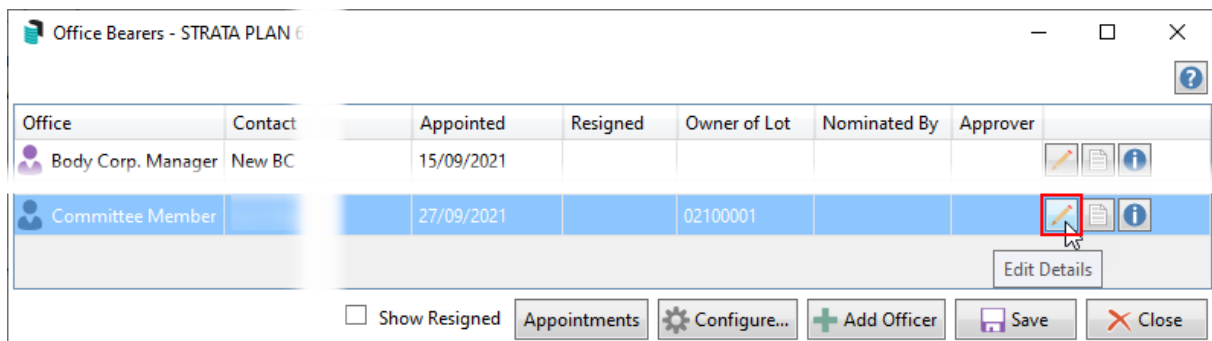 Office Bearers - STRATA PLAN 6
Office Contact Appointed Resigned Owner of Lot Nominated By Approver
Body Corp. Manager New BC 15/09/2021
Committee Member 27/09/2021 02100001
Edit Details
Show Resigned Appointments Configure... Add Officer Save Close